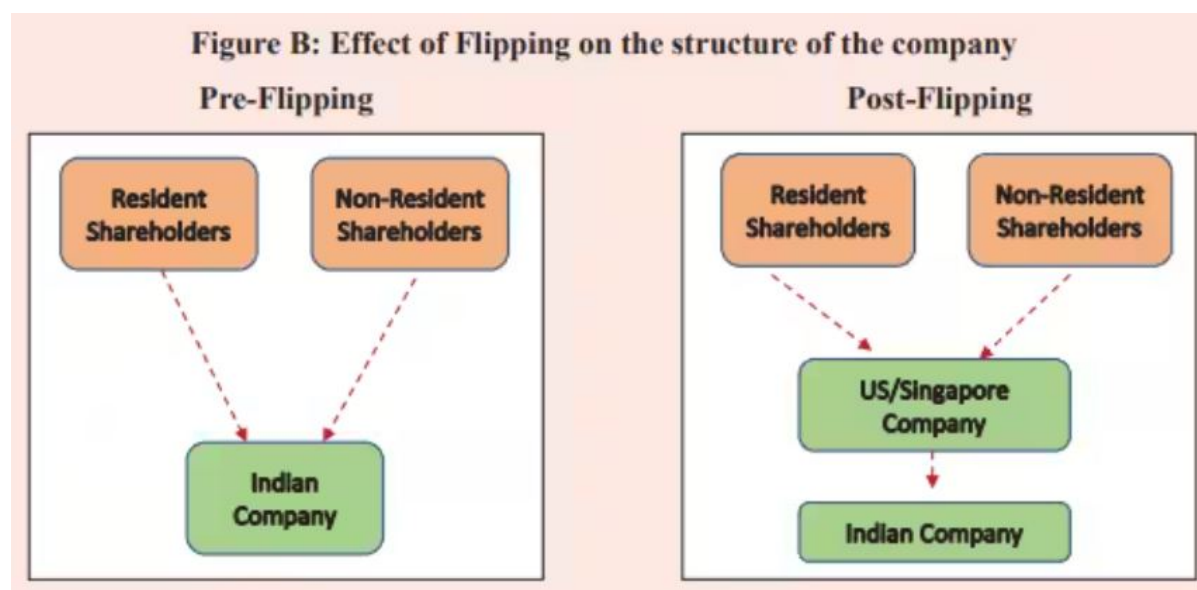 Figure B: Effect of Flipping on the structure of the company
Pre-Flipping
Post-Flipping
Resident
Shareholders
Non-Resident
Shareholders
Indian
Company
Resident
Shareholders
Non-Resident
Shareholders
US/Singapore
Company
Indian Company